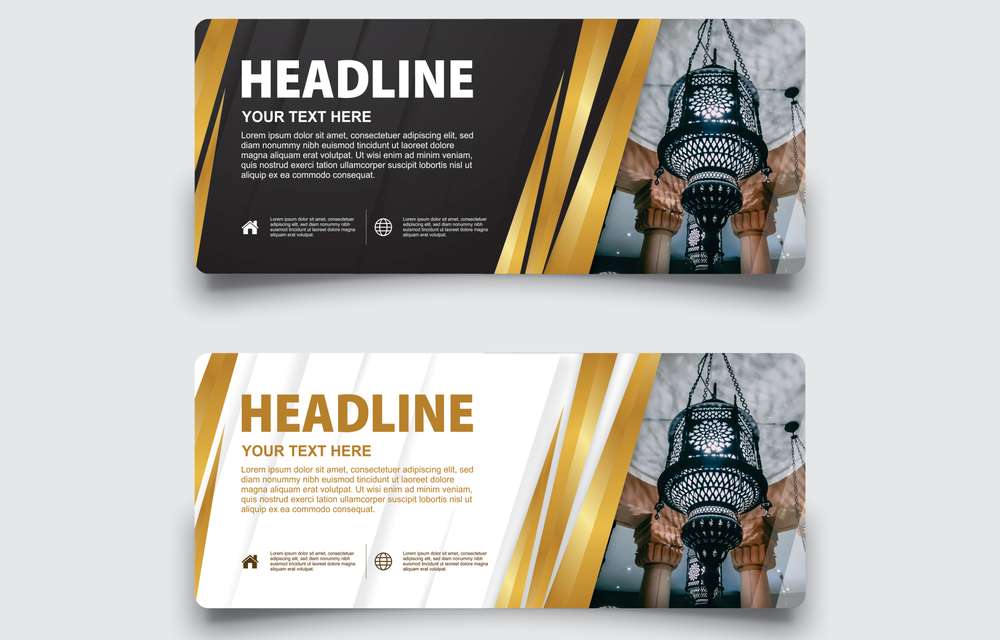 HEADLINE
YOUR TEXT HERE
Lorem ipsum dolor sit amet, consectetuer adipiscing elit, sed
diam nonummy nibh euismod tincidunt ut laoreet dolore
magna aliquam erat volutpat. Ut wisi enim ad minim veniam,
quis nostrud exerci tation ullamcorper suscipit lobortis nisl ut
aliquip ex ea commodo consequat.
Lorem ipsum dolor sit amet, consectetuer
adipiscing elit, sed diam nonummy nibh
euismod tincidunt ut laoreet dolore magna
aliquam erat volutpat.
Lorem ipsum dolor sit amet, consectetuer
adipiscing elit, sed diam nonummy nibh
euismod tincidunt ut laoreet dolore magna
aliquam erat volutpat.
HEADLINE
YOUR TEXT HERE
Lorem ipsum dolor sit amet, consectetuer adipiscing elit, sed
diam nonummy nibh euismod tincidunt ut laoreet dolore
magna aliquam erat volutpat. Ut wisi enim ad minim veniam,
quis nostrud exerci tation ullamcorper suscipit lobortis nisl ut
aliquip ex ea commodo consequat.
Lorem ipsum dolor sit amet, consectetuer
adipiscing elit, sed diam nonummy nibh
euismod tincidunt ut laoreet dolore magna
aliquam erat volutpat.
Lorem ipsum dolor sit amet, consectetuer
adipiscing elit, sed diam nonummy nibh
euismod tincidunt ut laoreet dolore magna
aliquam erat volutpat.